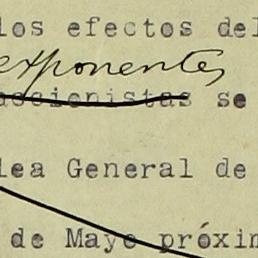 los efectos del
exponentes
accionistas se
lea General de
de Mayo próxim